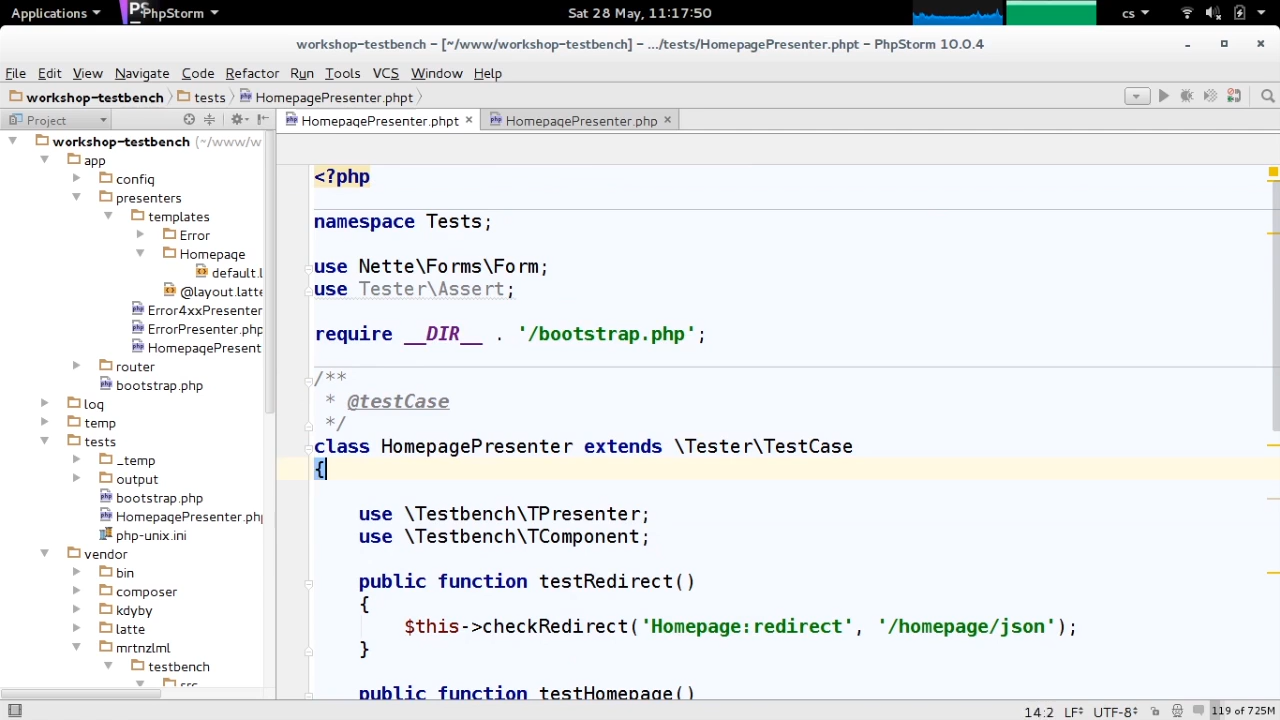 Applications PhpStorm Sat 28 May, 11:17:50 cs
workshop-testbench – [~/www/workshop-testbench] – .../tests/HomepagePresenter.phpt – PhpStorm 10.0.4
File Edit View Navigate Code Refactor Run Tools VCS Window Help
workshop-testbench tests HomepagePresenter.phpt
Project HomepagePresenter.phpt × HomepagePresenter.php ×
workshop-testbench (~/www/w
app
config
presenters
templates
Error
Homepage
default.l
@layout.latte
Error4xxPresenter
ErrorPresenter.php
HomepagePresent
router
bootstrap.php
log
temp
tests
_temp
output
bootstrap.php
HomepagePresenter.ph
php-unix.ini
vendor
bin
composer
kdyby
latte
mrtnzlml
testbench
src
<?php
namespace Tests;
use Nette\Forms\Form;
use Tester\Assert;
require __DIR__ . '/bootstrap.php';
/**
* @testCase
*/
class HomepagePresenter extends \Tester\TestCase
{
use \Testbench\TPresenter;
use \Testbench\TComponent;
public function testRedirect()
{
$this->checkRedirect('Homepage:redirect', '/homepage/json');
}
public function testHomepage()
14:2 LF UTF-8 119 of 725M